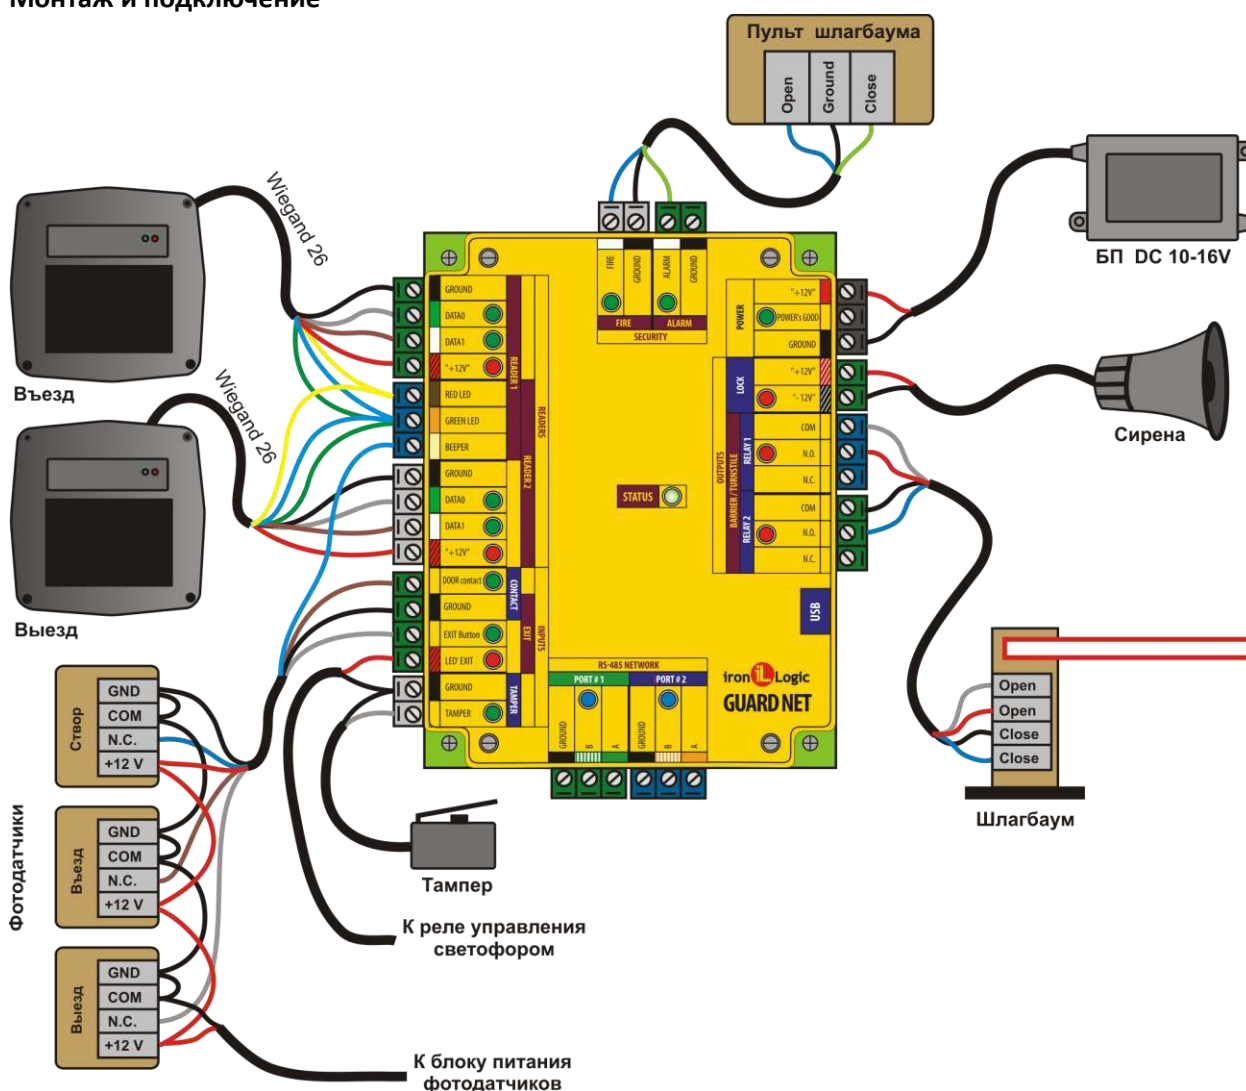 Монтаж и подключение
Пульт шлагбаума
Open
Ground
Close
БП DC 10-16V
Сирена
Wiegand 26
Въезд
Wiegand 26
Выезд
FIRE
GROUND
ALARM
GROUND
FIRE
ALARM
SECURITY
GROUND
DATA0
DATA1
"+12V"
RED LED
GREEN LED
BEEPER
GROUND
DATA0
DATA1
"+12V"
DOOR contact
GROUND
EXIT Button
LED' EXIT
GROUND
TAMPER
READER 1
READER 2
READERS
CONTACT
EXIT
TAMPER
INPUTS
STATUS
POWER
"+12V"
POWER's GOOD
GROUND
LOCK
"+12V"
"-12V"
OUTPUTS
BARRIER / TURNSTILE
RELAY 1
COM
N.O.
N.C.
RELAY 2
COM
N.O.
N.C.
USB
RS-485 NETWORK
PORT # 1
PORT # 2
GROUND
B
A
GROUND
B
A
iron iL Logic
GUARD NET
Open
Open
Close
Close
Шлагбаум
Фотодатчики
Створ
GND
COM
N.C.
+12 V
Въезд
GND
COM
N.C.
+12 V
Выезд
GND
COM
N.C.
+12 V
Тампер
К реле управления
светофором
К блоку питания
фотодатчиков